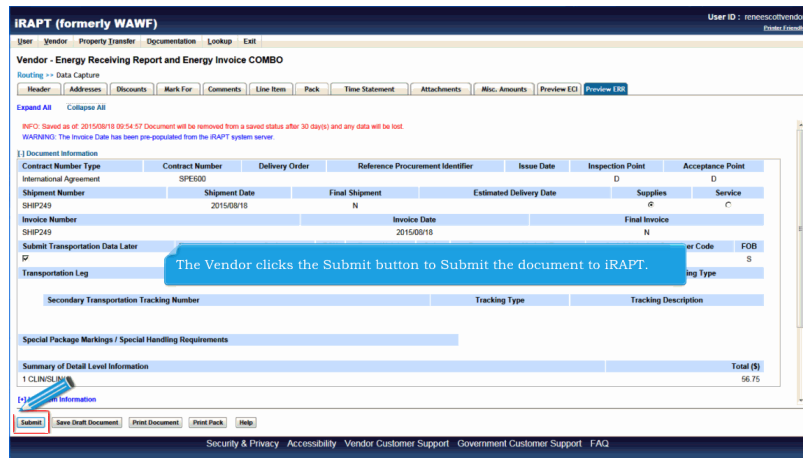 iRAPT (formerly WAWF)
User ID : reneescottvendo
Printer Friendl
User Vendor Property Transfer Documentation Lookup Exit
Vendor - Energy Receiving Report and Energy Invoice COMBO
Routing >> Data Capture
Header Addresses Discounts Mark For Comments Line Item Pack Time Statement Attachments Misc. Amounts Preview ECI Preview ERR
Expand All Collapse All
INFO: Saved as of: 2015/08/18 09:54:57 Document will be removed from a saved status after 30 day(s) and any data will be lost.
WARNING: The Invoice Date has been pre-populated from the iRAPT system server.
[-] Document Information
Contract Number Type Contract Number Delivery Order Reference Procurement Identifier Issue Date Inspection Point Acceptance Point
International Agreement SPE600 D D
Shipment Number Shipment Date Final Shipment Estimated Delivery Date Supplies Service
SHIP249 2015/08/18 N
Invoice Number Invoice Date Final Invoice
SHIP249 2015/08/18 N
Submit Transportation Data Later er Code FOB
S
The Vendor clicks the Submit button to Submit the document to iRAPT.
Transportation Leg ing Type
Secondary Transportation Tracking Number Tracking Type Tracking Description
Special Package Markings / Special Handling Requirements
Summary of Detail Level Information Total ($)
1 CLIN/SLIN 56.75
Information
Submit Save Draft Document Print Document Print Pack Help
Security & Privacy Accessibility Vendor Customer Support Government Customer Support FAQ